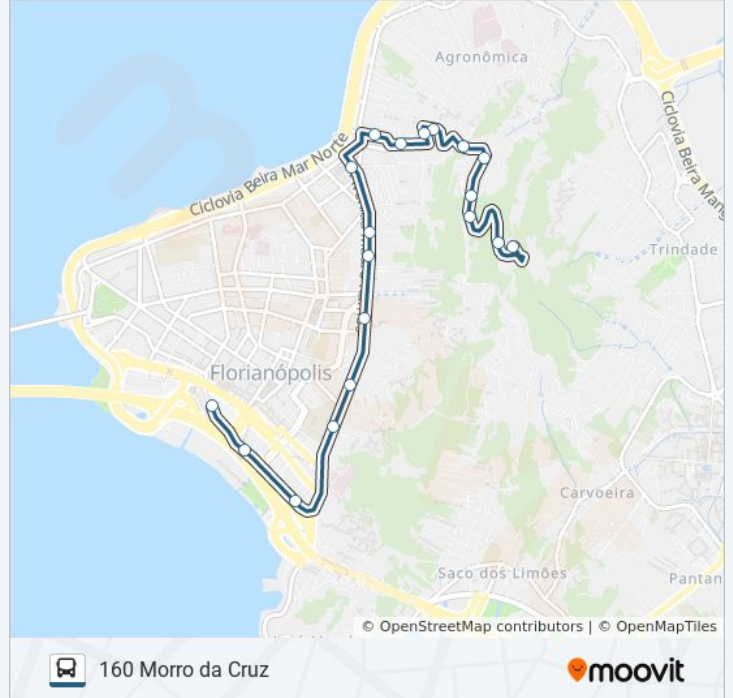 Agronômica
Ciclovia Beira Mar Norte
Ciclovia Beira Mang
Trindade
Florianópolis
Carvoeira
Saco dos Limões
Pantan
© OpenStreetMap contributors | © OpenMapTiles
160 Morro da Cruz
moovit